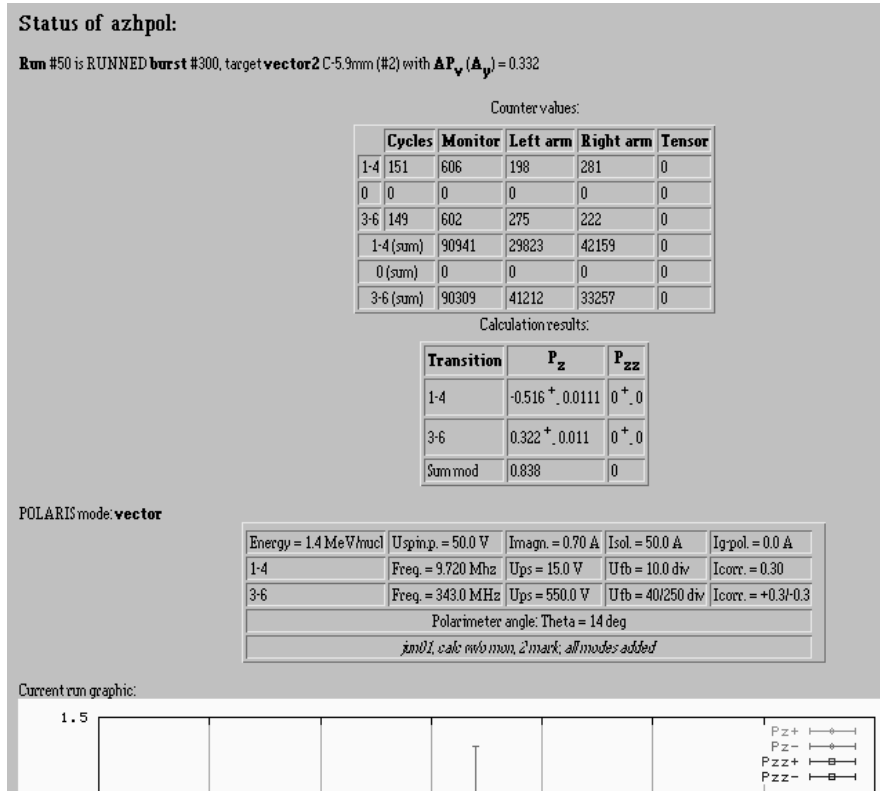 Status of azhpol:
Run #50 is RUNNED burst #300, target vector2 C-5.9mm (#2) with APv (Ay) = 0.332
Counter values:
Cycles Monitor Left arm Right arm Tensor
1-4 151 606 198 281 0
0 0 0 0 0 0
3-6 149 602 275 222 0
1-4 (sum) 90941 29823 42159 0
0 (sum) 0 0 0 0
3-6 (sum) 90309 41212 33257 0
Calculation results:
Transition Pz Pzz
1-4 -0.516 +- 0.0111 0 +- 0
3-6 0.322 +- 0.011 0 +- 0
Sum mod 0.838 0
POLARIS mode: vector
Energy = 1.4 MeV/nucl Uspin.p. = 50.0 V Imagn. = 0.70 A Isol. = 50.0 A Ig-pol. = 0.0 A
1-4 Freq. = 9.720 Mhz Ups = 15.0 V Ufb = 10.0 div Icorr. = 0.30
3-6 Freq. = 343.0 MHz Ups = 550.0 V Ufb = 40/250 div Icorr. = +0.3/-0.3
Polarimeter angle: Theta = 14 deg
jun01, calc w/o mon, 2 mark, all modes added
Current run graphic:
1.5
Pz+
Pz-
Pzz+
Pzz-